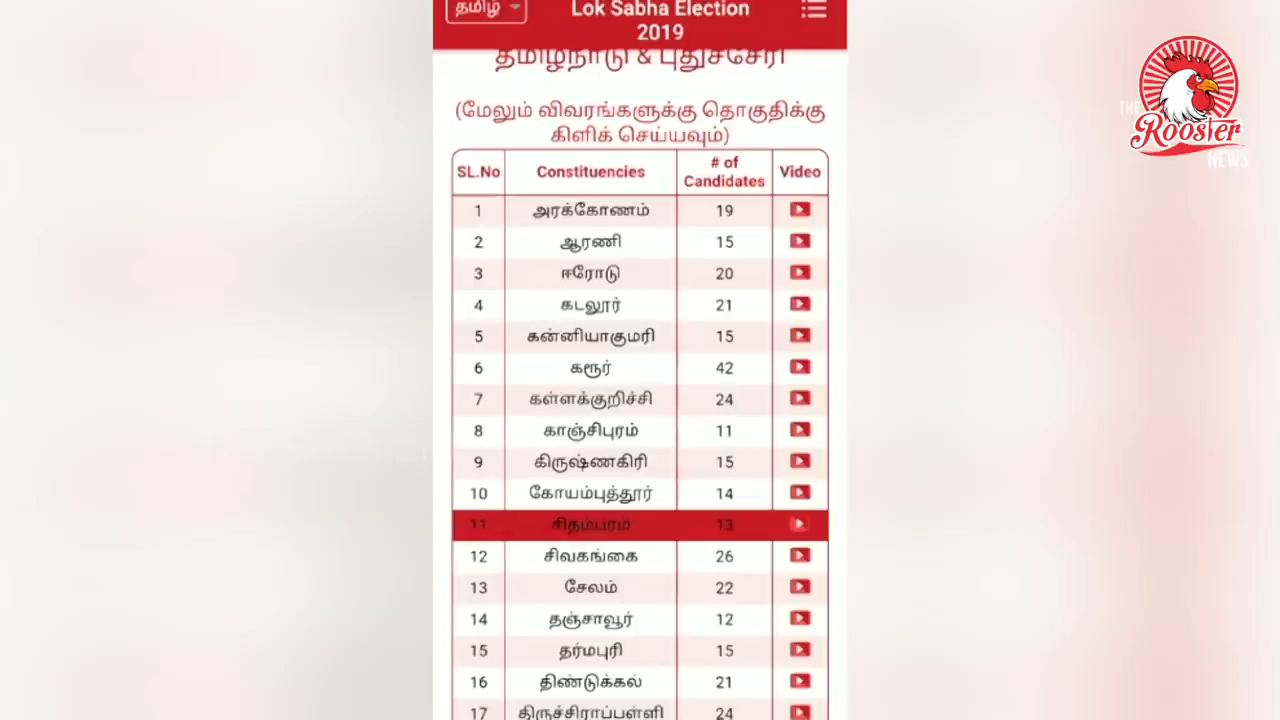 தமிழ்
Lok Sabha Election
2019
தமிழ்நாடு & புதுச்சேரி
(மேலும் விவரங்களுக்கு தொகுதிக்கு
கிளிக் செய்யவும்)
SL.No Constituencies # of Candidates Video
1 அரக்கோணம் 19
2 ஆரணி 15
3 ஈரோடு 20
4 கடலூர் 21
5 கன்னியாகுமரி 15
6 கரூர் 42
7 கள்ளக்குறிச்சி 24
8 காஞ்சிபுரம் 11
9 கிருஷ்ணகிரி 15
10 கோயம்புத்தூர் 14
11 சிதம்பரம் 13
12 சிவகங்கை 26
13 சேலம் 22
14 தஞ்சாவூர் 12
15 தர்மபுரி 15
16 திண்டுக்கல் 21
17 திருச்சிராப்பள்ளி 24
THE
Rooster
NEWS